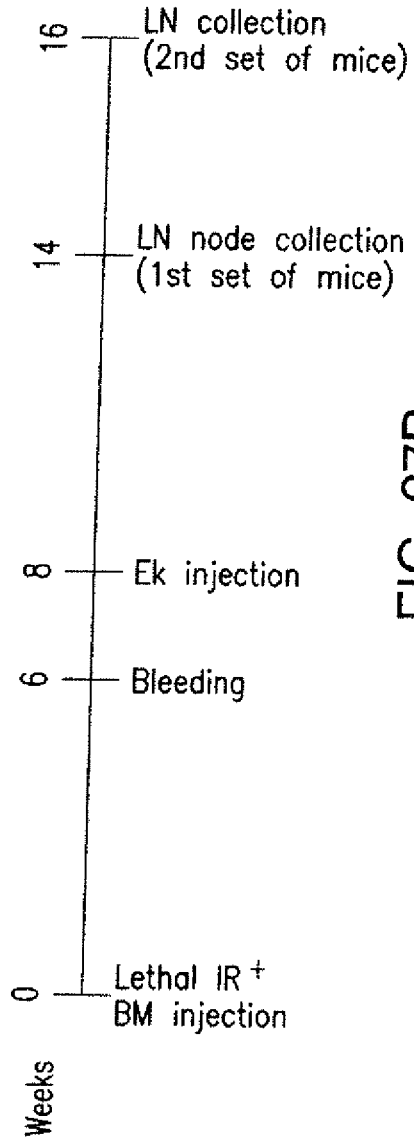 16
LN collection
(2nd set of mice)
14
LN node collection
(1st set of mice)
8
Ek injection
6
Bleeding
0
Lethal IR +
BM injection
Weeks
FIG.